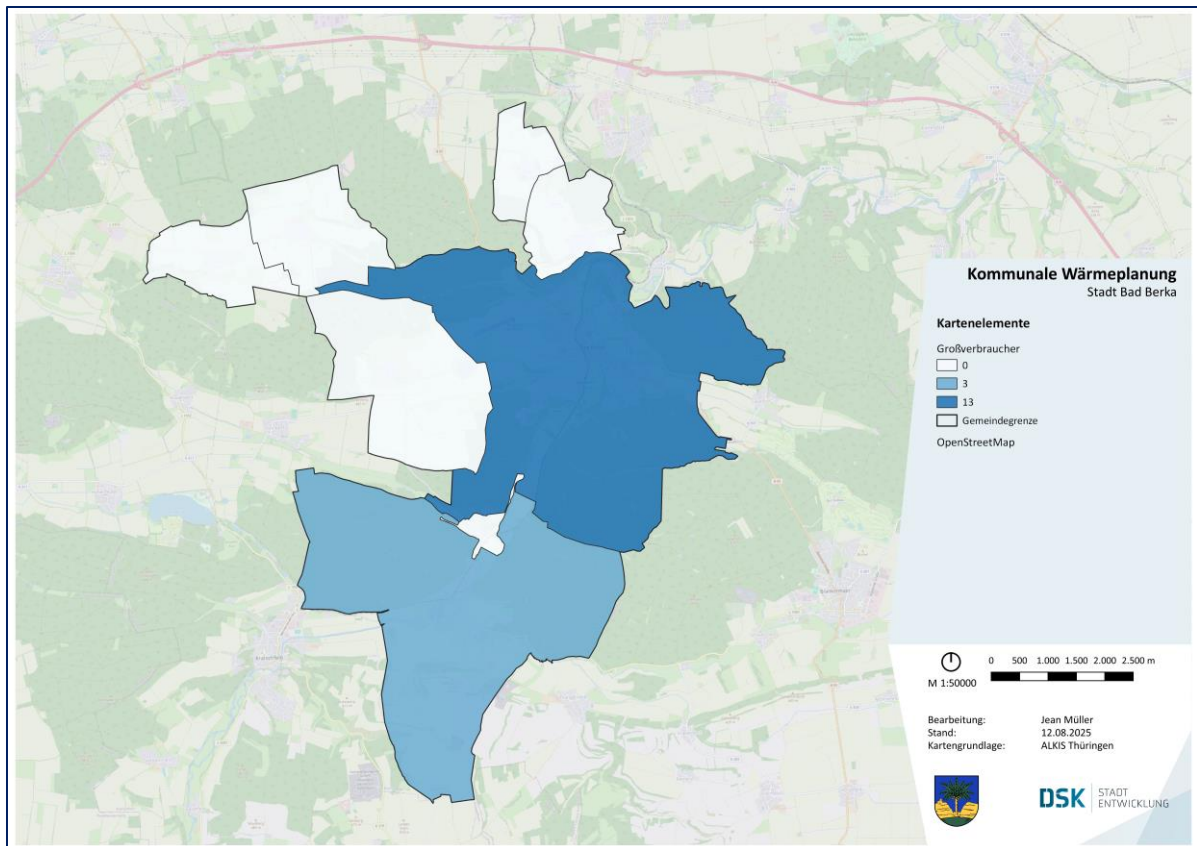 Kommunale Wärmeplanung
Stadt Bad Berka
Kartenelemente
Großverbraucher
0
3
13
Gemeindegrenze
OpenStreetMap
M 1:50000
0 500 1.000 1.500 2.000 2.500 m
Bearbeitung: Jean Müller
Stand: 12.08.2025
Kartengrundlage: ALKIS Thüringen
DSK STADT
ENTWICKLUNG